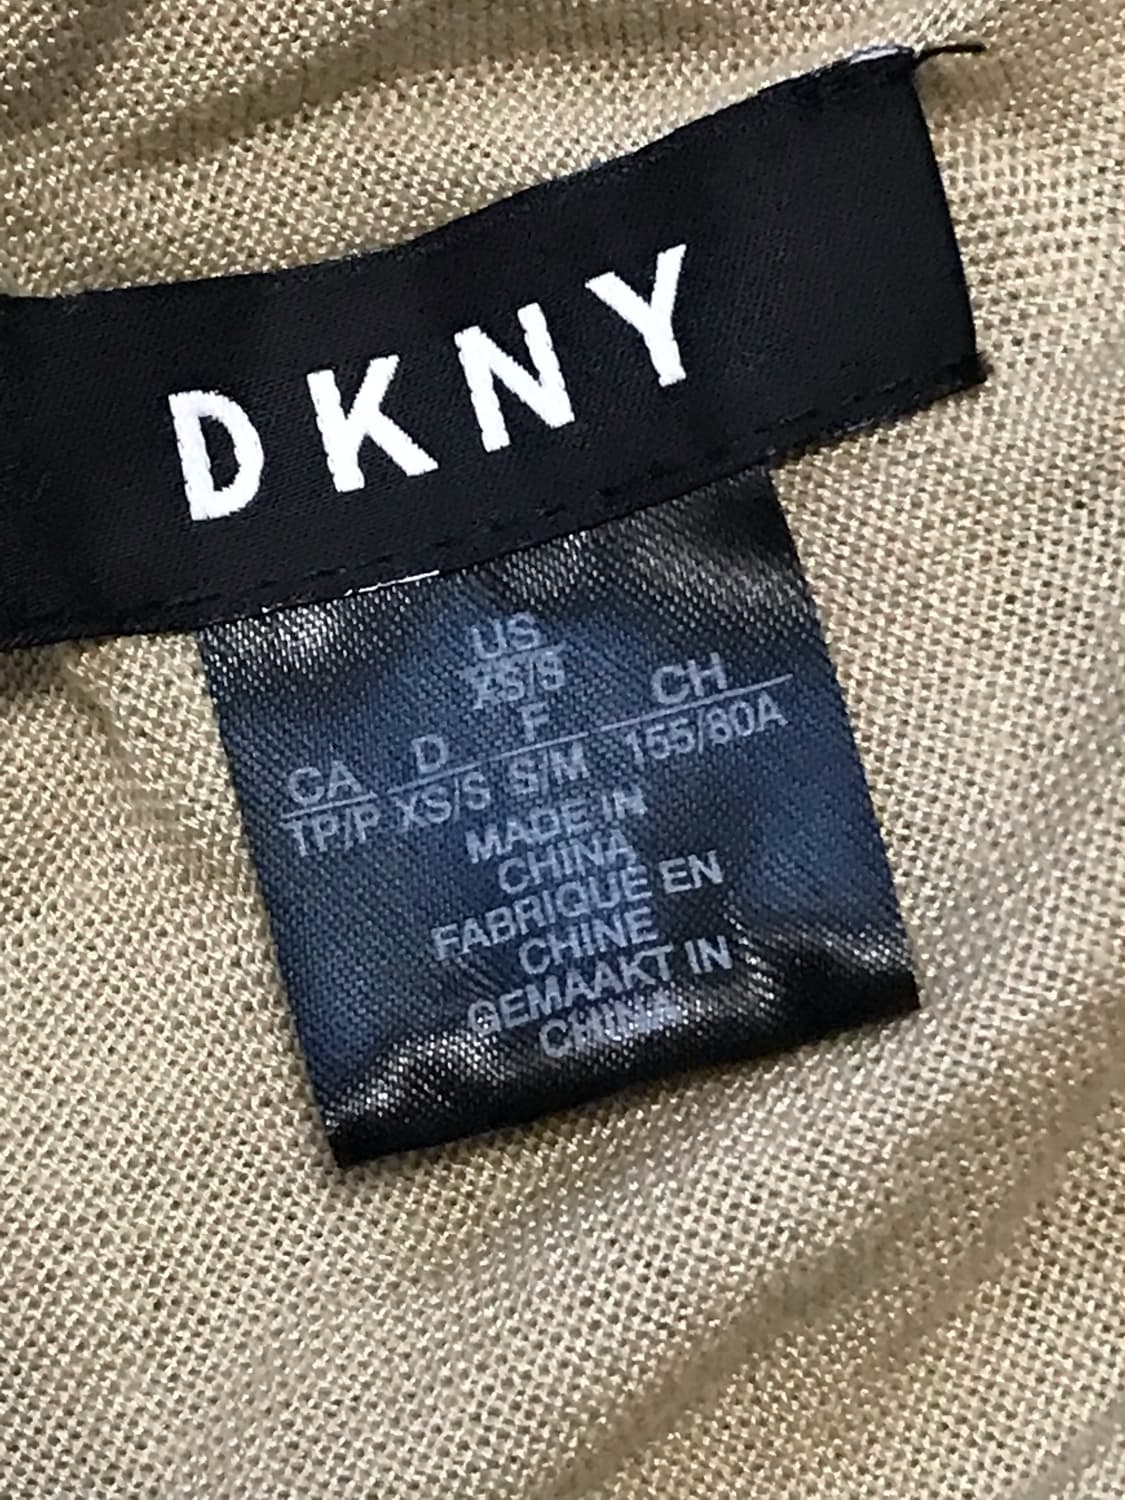 DKNY
US
XS/S
CA D F CH
TP/P XS/S S/M 155/80A
MADE IN
CHINA
FABRIQUE EN
CHINE
GEMAAKT IN
CHINA